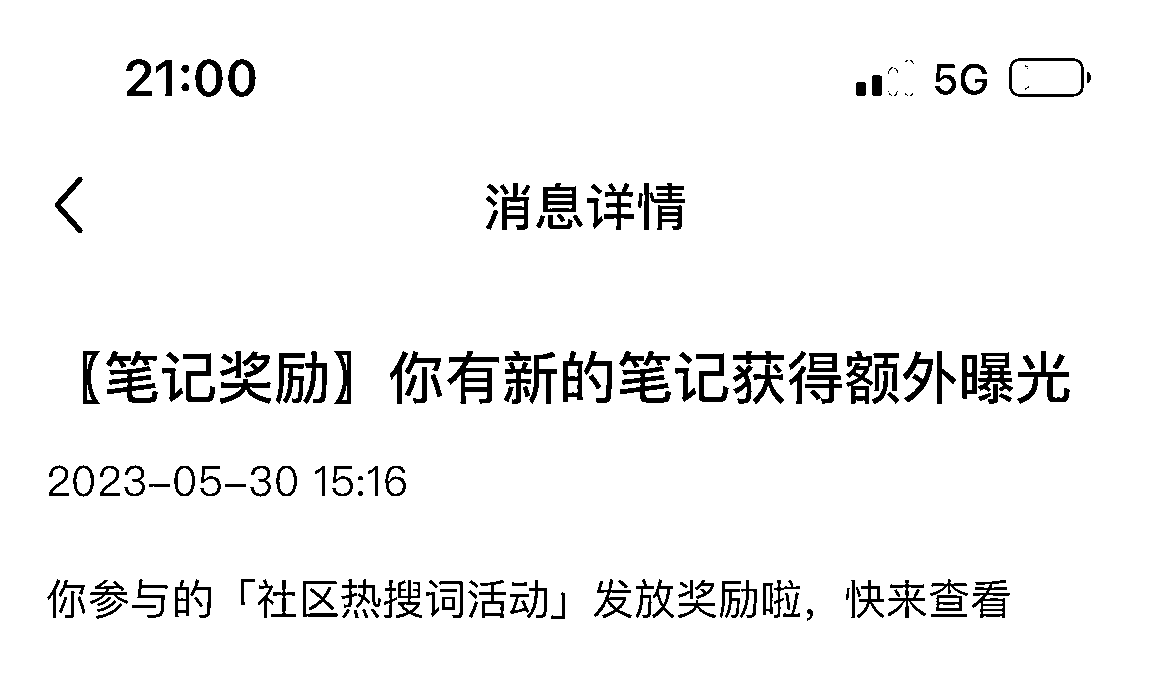 21:00 5G
消息详情
〖笔记奖励〗你有新的笔记获得额外曝光
2023-05-30 15:16
你参与的「社区热搜词活动」发放奖励啦，快来查看